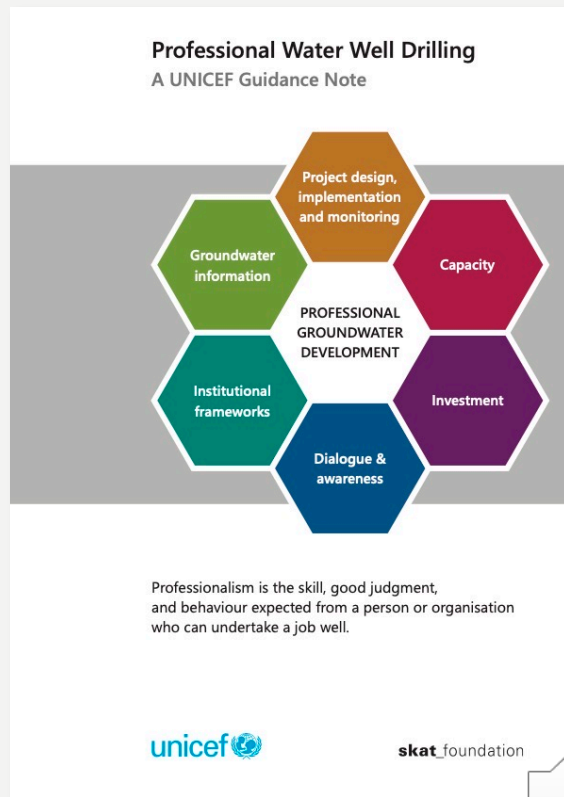 Professional Water Well Drilling
A UNICEF Guidance Note
Project design,
implementation
and monitoring
Groundwater
information
Capacity
PROFESSIONAL
GROUNDWATER
DEVELOPMENT
Institutional
frameworks
Investment
Dialogue &
awareness
Professionalism is the skill, good judgment,
and behaviour expected from a person or organisation
who can undertake a job well.
unicef
skat_foundation